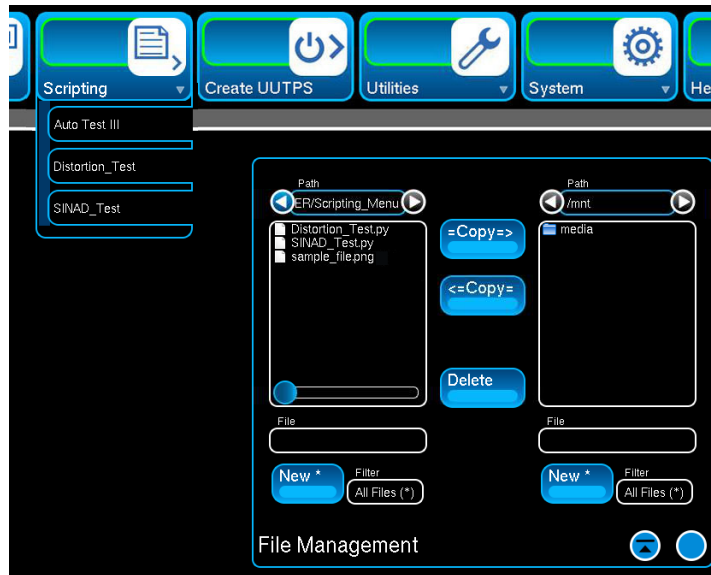 Scripting
Create UUTPS
Utilities
System
He
Auto Test III
Distortion_Test
SINAD_Test
Path
ER/Scripting_Menu
Distortion_Test.py
SINAD_Test.py
sample_file.png
=Copy=>
<=Copy=
Delete
Path
/mnt
media
File
File
New *
Filter
All Files (*)
New *
Filter
All Files (*)
File Management